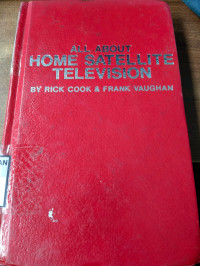 ALL ABOUT
HOME SATELLITE
TELEVISION
BY RICK COOK & FRANK VAUGHAN